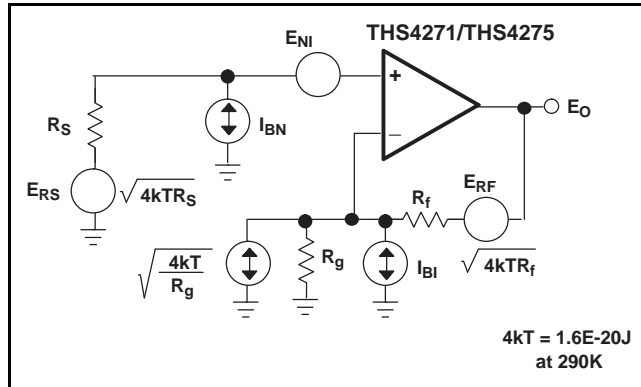 THS4271/THS4275
E_NI
+
E_O
R_S
I_BN
–
E_RS
√4kTR_S
R_f
E_RF
√(4kT/R_g)
R_g
I_BI
√4kTR_f
4kT = 1.6E-20J
at 290K